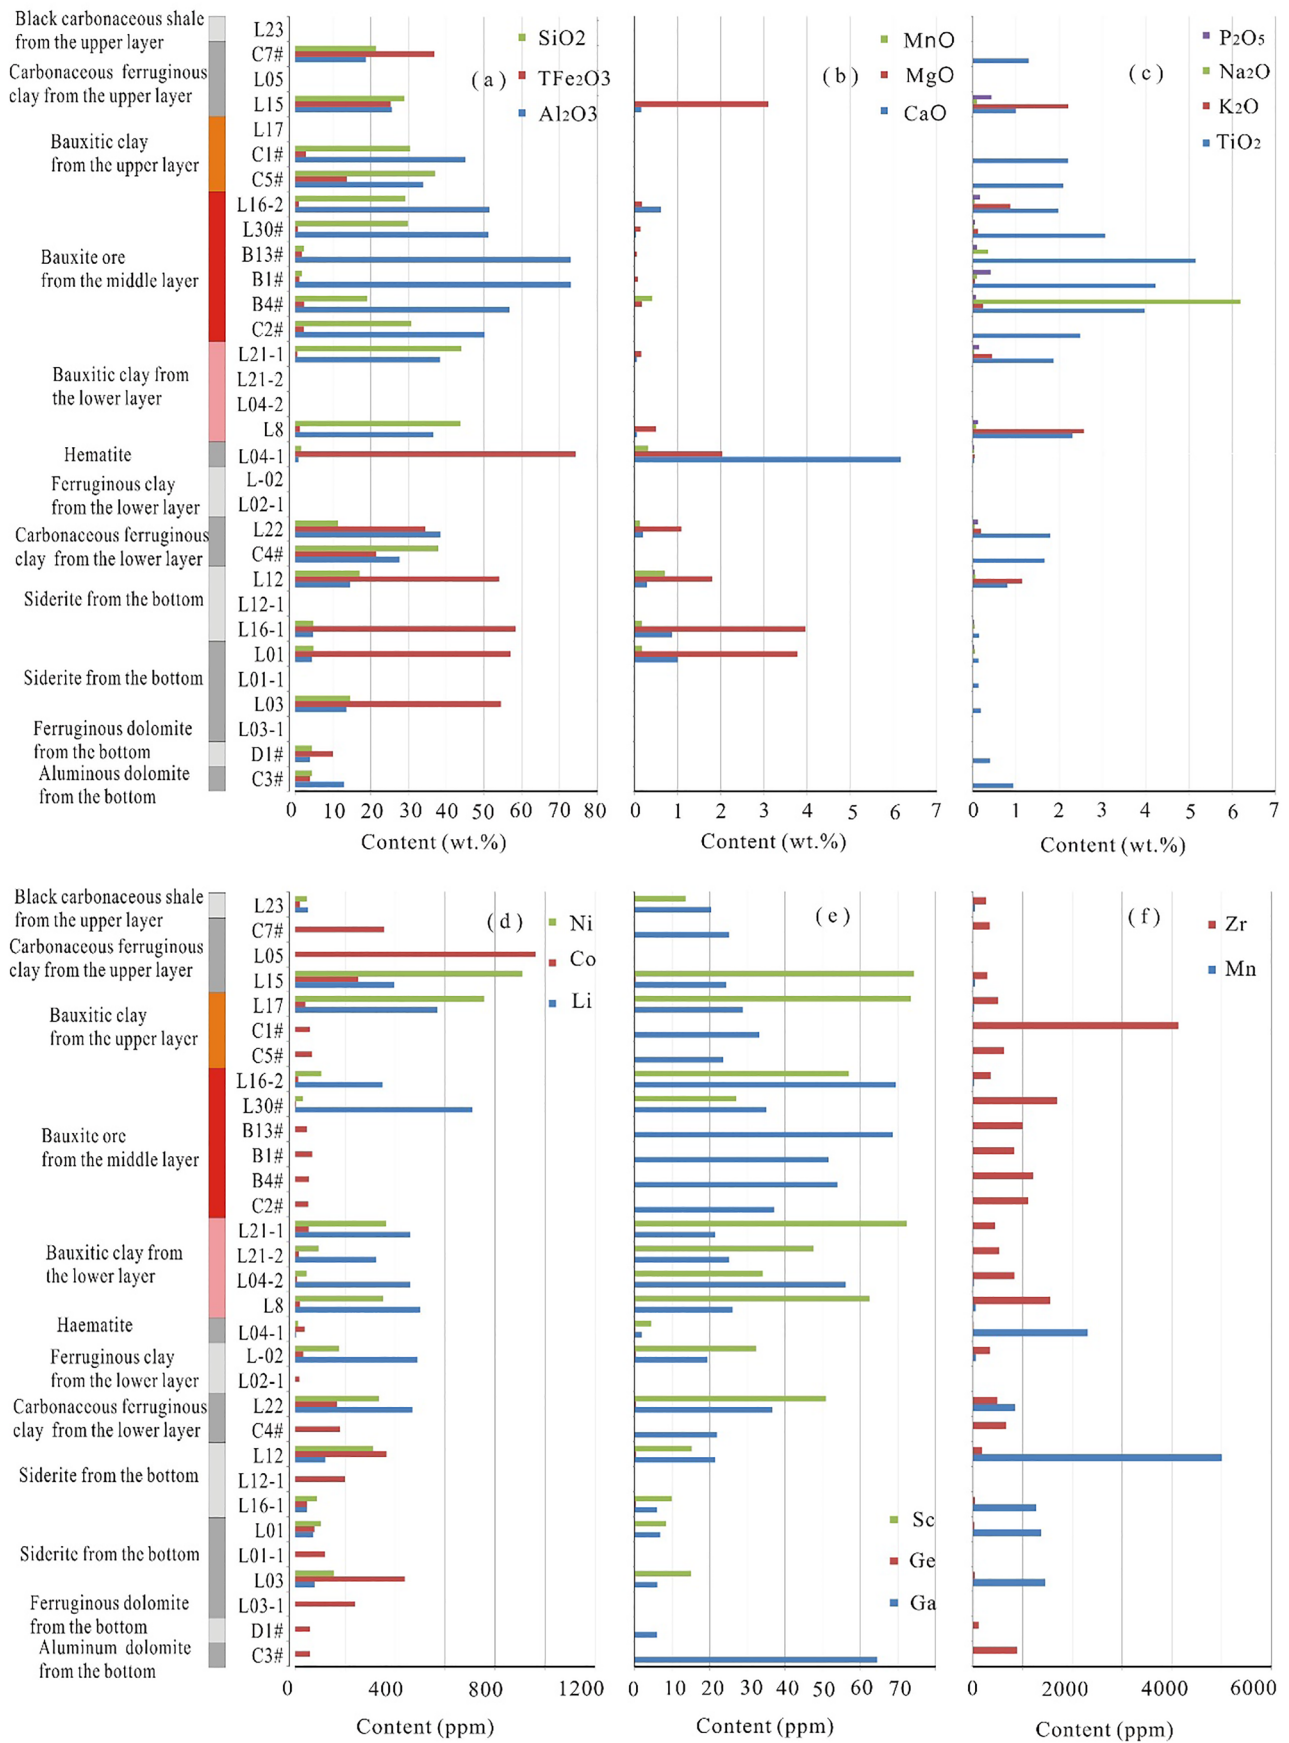 Black carbonaceous shale
from the upper layer
Carbonaceous ferruginous
clay from the upper layer
Bauxitic clay
from the upper layer
Bauxite ore
from the middle layer
Bauxitic clay from
the lower layer
Hematite
Ferruginous clay
from the lower layer
Carbonaceous ferruginous
clay from the lower layer
Siderite from the bottom
Siderite from the bottom
Ferruginous dolomite
from the bottom
Aluminous dolomite
from the bottom
L23
C7#
L05
L15
L17
C1#
C5#
L16-2
L30#
B13#
B1#
B4#
C2#
L21-1
L21-2
L04-2
L8
L04-1
L-02
L02-1
L22
C4#
L12
L12-1
L16-1
L01
L01-1
L03
L03-1
D1#
C3#
(a)
SiO2
TFe2O3
Al2O3
0 10 20 30 40 50 60 70 80
Content (wt.%)
(b)
MnO
MgO
CaO
0 1 2 3 4 5 6 7
Content (wt.%)
(c)
P2O5
Na2O
K2O
TiO2
0 1 2 3 4 5 6 7
Content (wt.%)
Black carbonaceous shale
from the upper layer
Carbonaceous ferruginous
clay from the upper layer
Bauxitic clay
from the upper layer
Bauxite ore
from the middle layer
Bauxitic clay from
the lower layer
Haematite
Ferruginous clay
from the lower layer
Carbonaceous ferruginous
clay from the lower layer
Siderite from the bottom
Siderite from the bottom
Ferruginous dolomite
from the bottom
Aluminum dolomite
from the bottom
L23
C7#
L05
L15
L17
C1#
C5#
L16-2
L30#
B13#
B1#
B4#
C2#
L21-1
L21-2
L04-2
L8
L04-1
L-02
L02-1
L22
C4#
L12
L12-1
L16-1
L01
L01-1
L03
L03-1
D1#
C3#
(d)
Ni
Co
Li
0 400 800 1200
Content (ppm)
(e)
Sc
Ge
Ga
0 10 20 30 40 50 60 70
Content (ppm)
(f)
Zr
Mn
0 2000 4000 6000
Content (ppm)